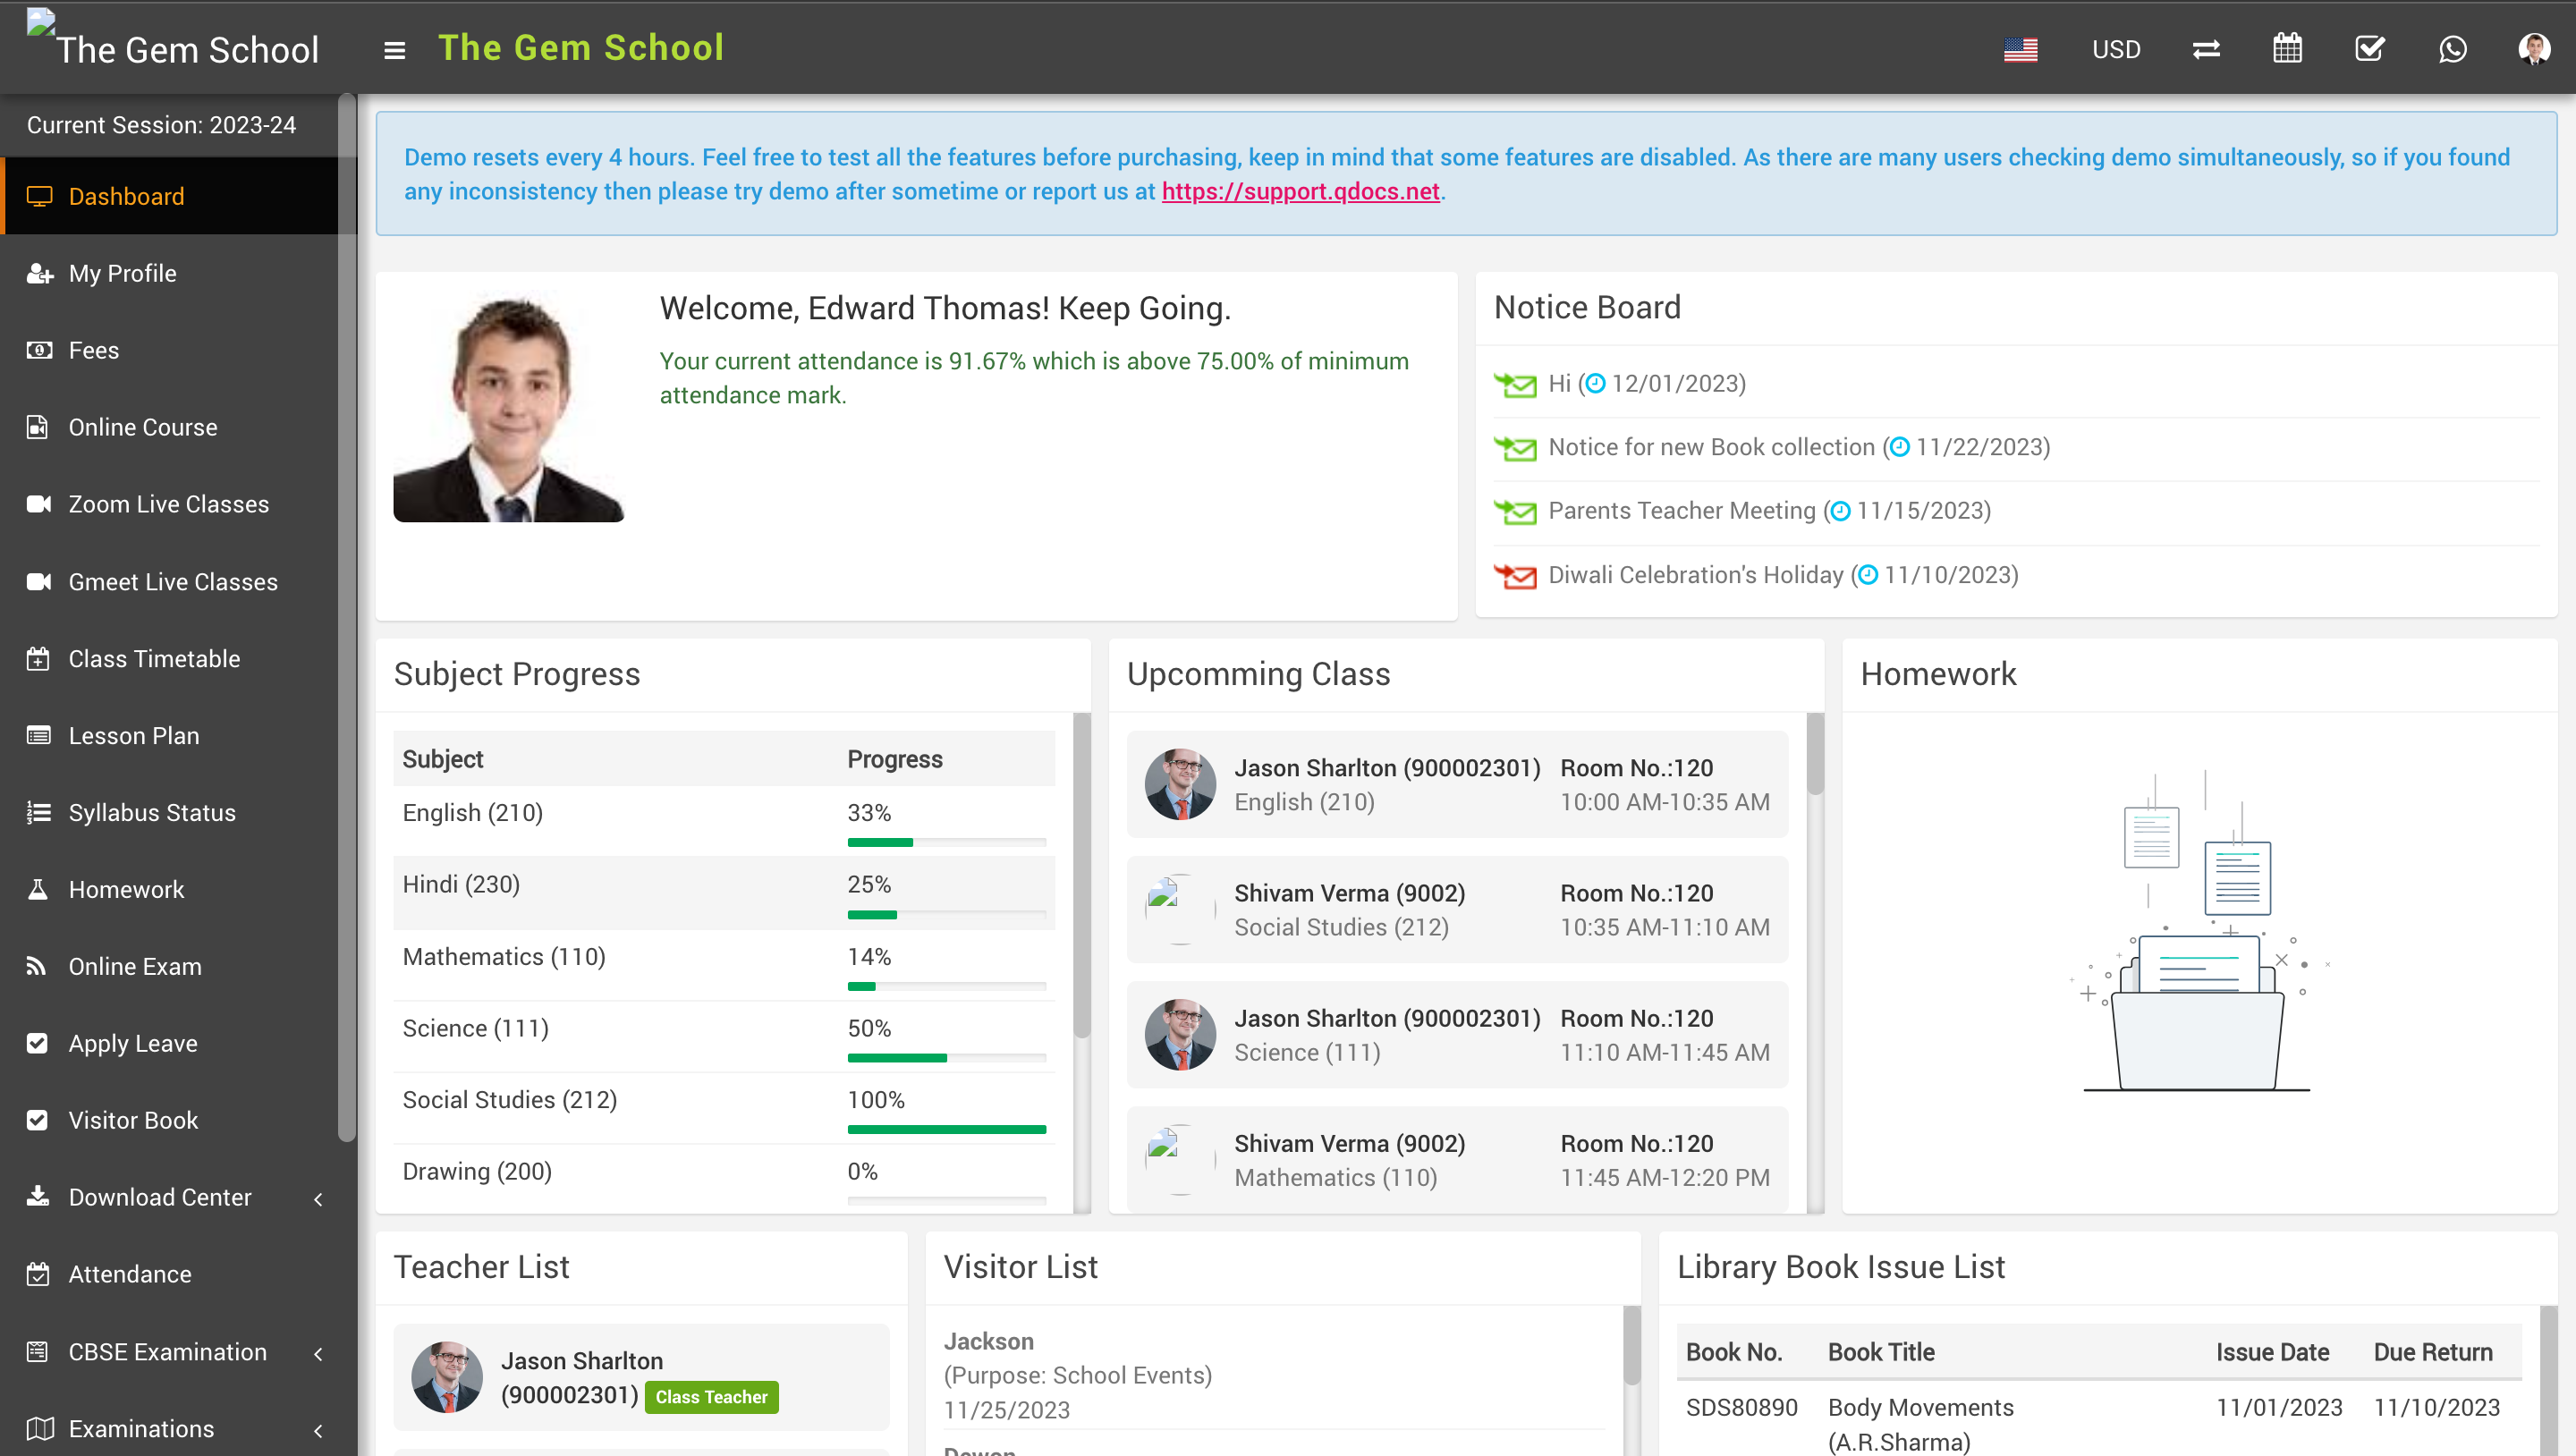 The Gem School
The Gem School
USD
Current Session: 2023-24
Dashboard
My Profile
Fees
Online Course
Zoom Live Classes
Gmeet Live Classes
Class Timetable
Lesson Plan
Syllabus Status
Homework
Online Exam
Apply Leave
Visitor Book
Download Center
Attendance
CBSE Examination
Examinations
Demo resets every 4 hours. Feel free to test all the features before purchasing, keep in mind that some features are disabled. As there are many users checking demo simultaneously, so if you found
any inconsistency then please try demo after sometime or report us at https://support.qdocs.net.
Welcome, Edward Thomas! Keep Going.
Your current attendance is 91.67% which is above 75.00% of minimum
attendance mark.
Notice Board
Hi (12/01/2023)
Notice for new Book collection (11/22/2023)
Parents Teacher Meeting (11/15/2023)
Diwali Celebration's Holiday (11/10/2023)
Subject Progress
Subject Progress
English (210) 33%
Hindi (230) 25%
Mathematics (110) 14%
Science (111) 50%
Social Studies (212) 100%
Drawing (200) 0%
Upcomming Class
Jason Sharlton (900002301) Room No.:120
English (210) 10:00 AM-10:35 AM
Shivam Verma (9002) Room No.:120
Social Studies (212) 10:35 AM-11:10 AM
Jason Sharlton (900002301) Room No.:120
Science (111) 11:10 AM-11:45 AM
Shivam Verma (9002) Room No.:120
Mathematics (110) 11:45 AM-12:20 PM
Homework
Teacher List
Jason Sharlton
(900002301) Class Teacher
Visitor List
Jackson
(Purpose: School Events)
11/25/2023
Library Book Issue List
Book No. Book Title Issue Date Due Return
SDS80890 Body Movements 11/01/2023 11/10/2023
(A.R.Sharma)